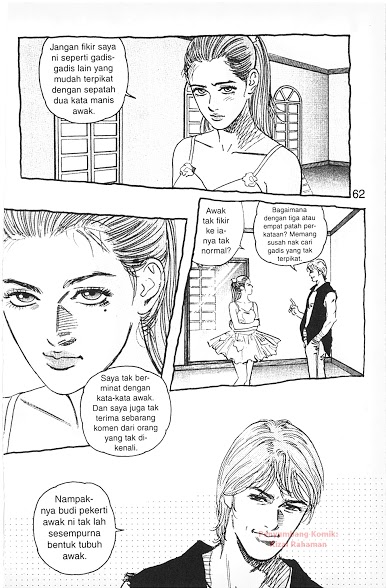 Jangan fikir saya
ni seperti gadis-
gadis lain yang
mudah terpikat
dengan sepatah
dua kata manis
awak.
62
Awak
tak fikir
ke ia-
nya tak
normal?
Bagaimana
dengan tiga atau
empat patah per-
kataan? Memang
susah nak cari
gadis yang tak
terpikat.
Saya tak ber-
minat dengan
kata-kata awak.
Dan saya juga tak
terima sebarang
komen dari orang
yang tak di-
kenali.
Nampak-
nya budi pekerti
awak ni tak lah
sesempurna
bentuk tubuh
awak.
Penyumbang Komik:
Rahaman